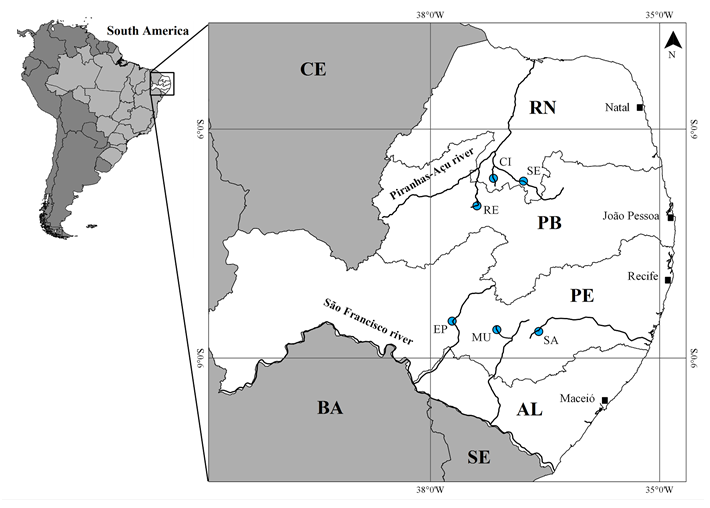 South America
38°0'W
35°0'W
CE
N
RN
Natal
6°0'S
6°0'S
Piranhas-Açu river
CI
SE
RE
PB
João Pessoa
Recife
PE
São Francisco river
EP
MU
SA
9°0'S
9°0'S
BA
AL
Maceió
SE
38°0'W
35°0'W